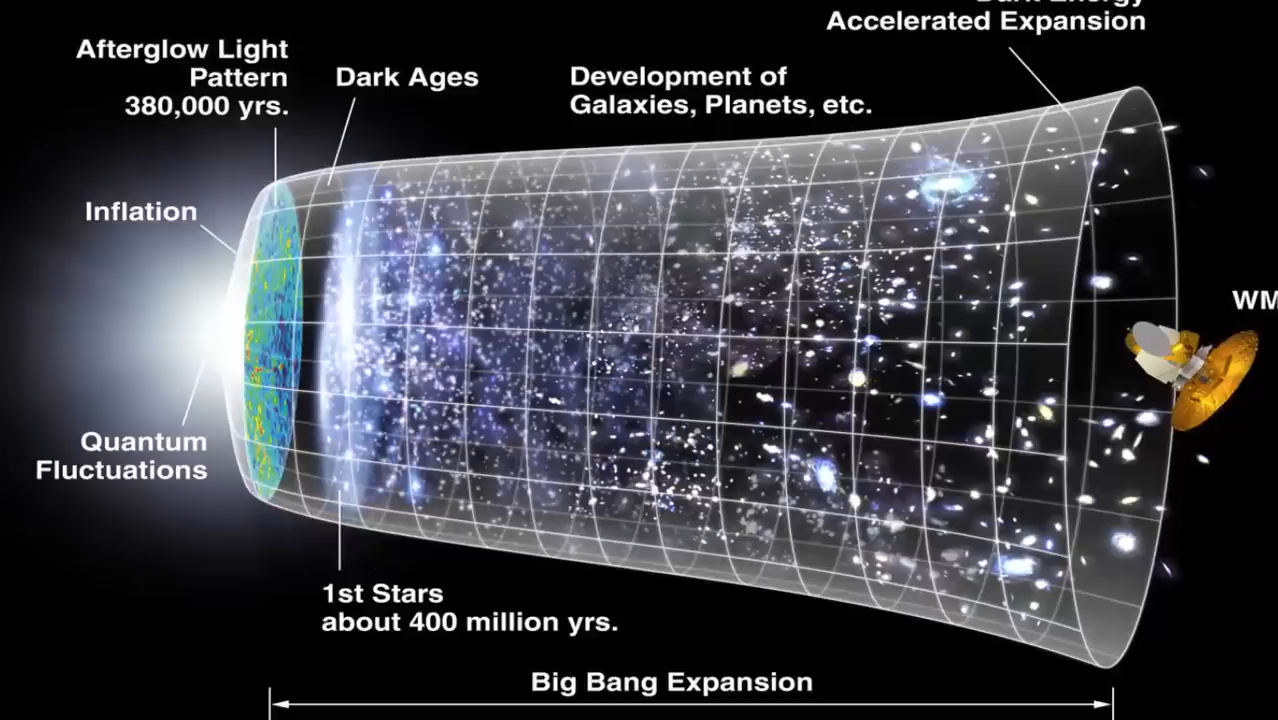 Accelerated Expansion
Afterglow Light
Pattern
380,000 yrs.
Dark Ages
Development of
Galaxies, Planets, etc.
Inflation
Quantum
Fluctuations
1st Stars
about 400 million yrs.
Big Bang Expansion